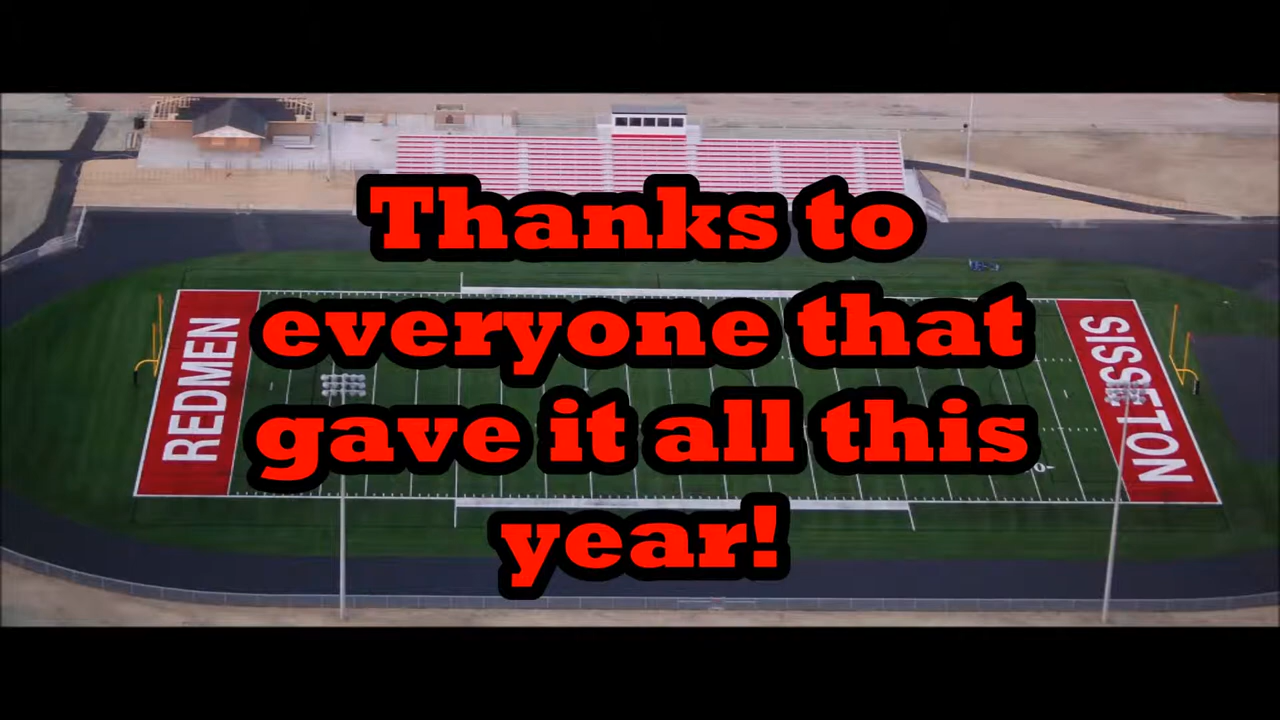 Thanks to
everyone that
gave it all this
year!
REDMEN
SISSETON